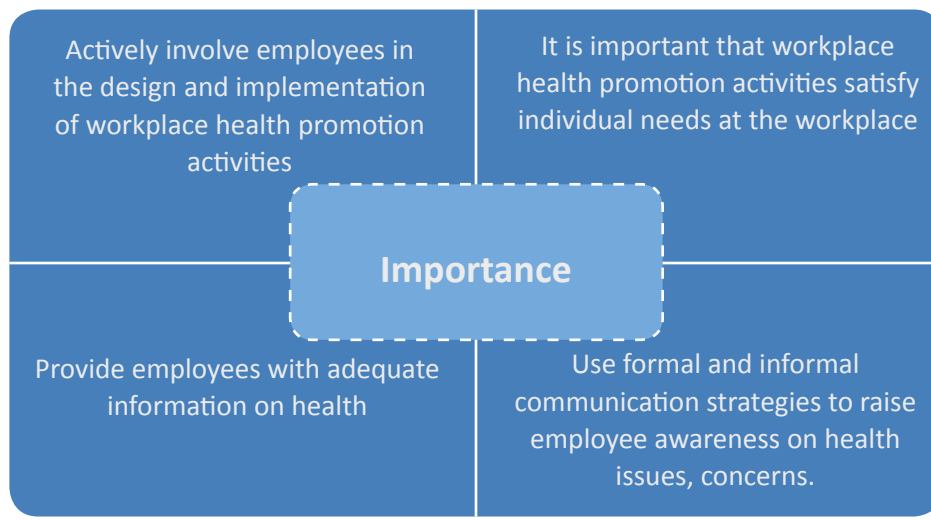 Actively involve employees in
the design and implementation
of workplace health promotion
activities
It is important that workplace
health promotion activities satisfy
individual needs at the workplace
Importance
Provide employees with adequate
information on health
Use formal and informal
communication strategies to raise
employee awareness on health
issues, concerns.